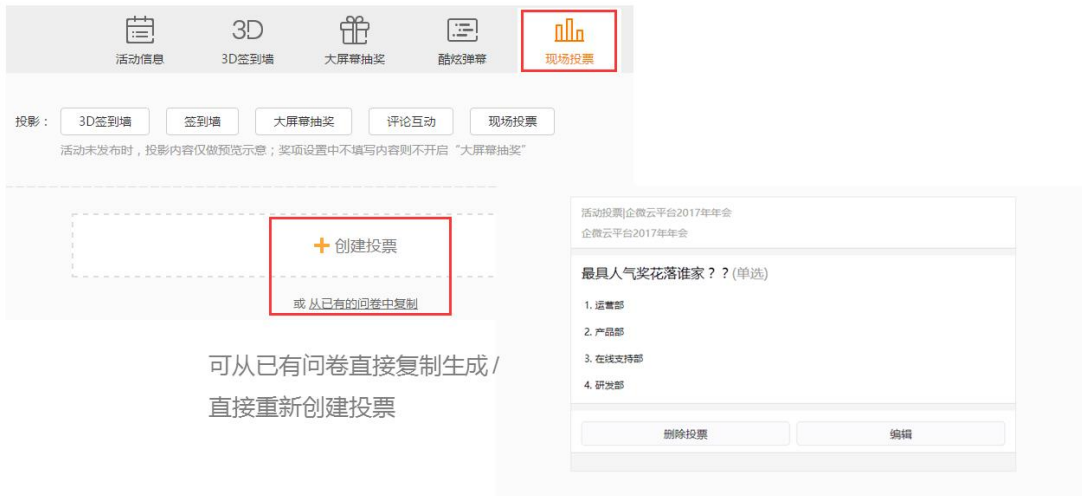 3D
活动信息 3D签到墙 大屏幕抽奖 酷炫弹幕 现场投票
投影： 3D签到墙 签到墙 大屏幕抽奖 评论互动 现场投票
活动未发布时，投影内容仅做预览示意；奖项设置中不填写内容则不开启“大屏幕抽奖”
+ 创建投票
或 从已有的问卷中复制
可从已有问卷直接复制生成 /
直接重新创建投票
活动投票|企微云平台2017年年会
企微云平台2017年年会
最具人气奖花落谁家？？(单选)
1. 运营部
2. 产品部
3. 在线支持部
4. 研发部
删除投票 编辑